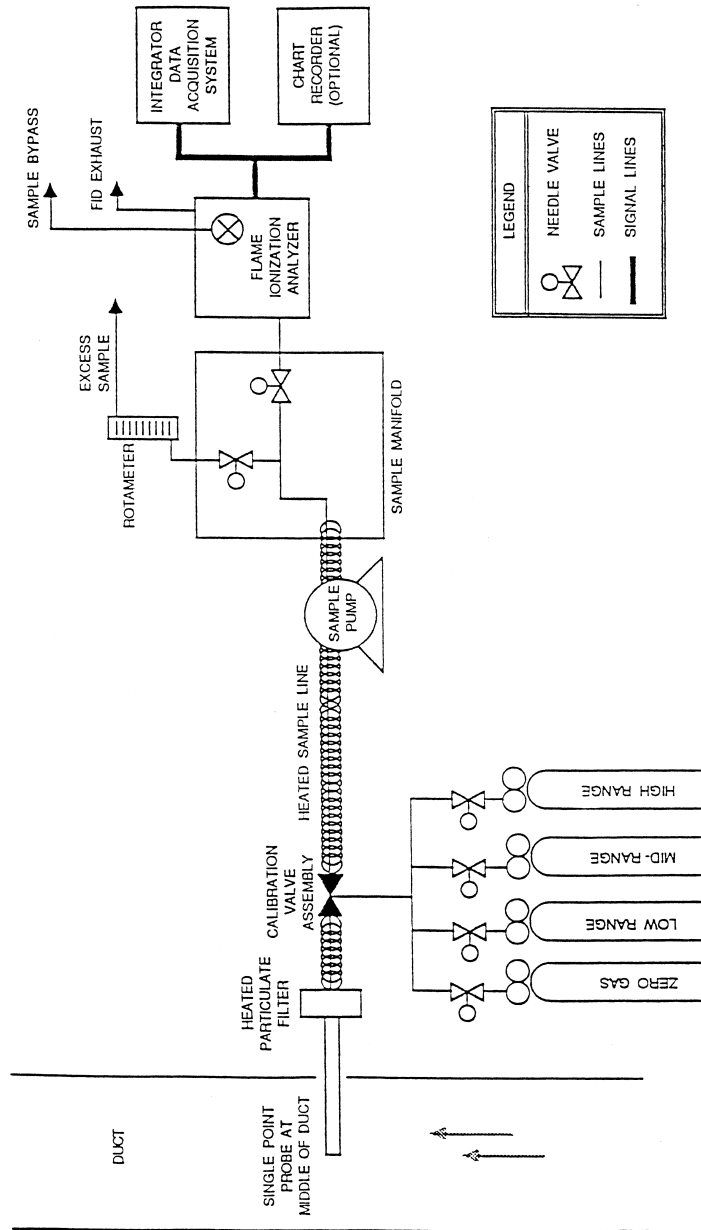 DUCT
SINGLE POINT
PROBE AT
MIDDLE OF DUCT
HEATED
PARTICULATE
FILTER
CALIBRATION
VALVE
ASSEMBLY
HEATED SAMPLE LINE
SAMPLE
PUMP
ROTAMETER
EXCESS
SAMPLE
SAMPLE MANIFOLD
SAMPLE BYPASS
FID EXHAUST
FLAME
IONIZATION
ANALYZER
INTEGRATOR
DATA
ACQUISITION
SYSTEM
CHART
RECORDER
(OPTIONAL)
ZERO GAS
LOW RANGE
MID-RANGE
HIGH RANGE
LEGEND
NEEDLE VALVE
SAMPLE LINES
SIGNAL LINES